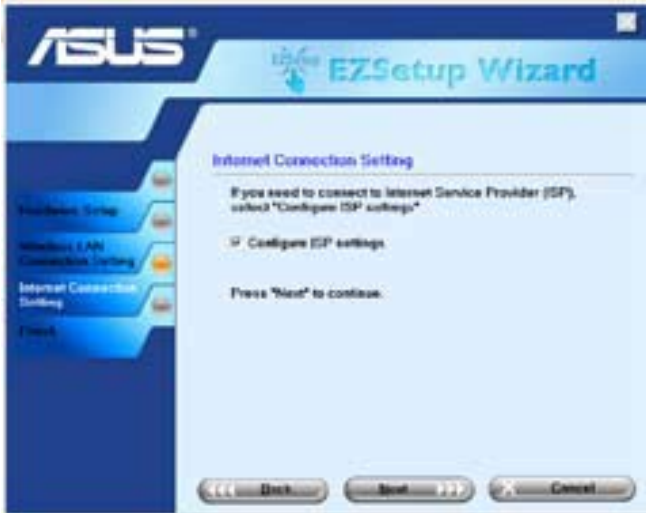 ASUS
EZSetup Wizard
Internet Connection Setting
If you need to connect to Internet Service Provider (ISP),
select "Configure ISP settings"
Configure ISP settings
Press "Next" to continue.
Hardware Setup
Wireless LAN
Connection Setting
Internet Connection
Setting
Finish
Back
Next
Cancel